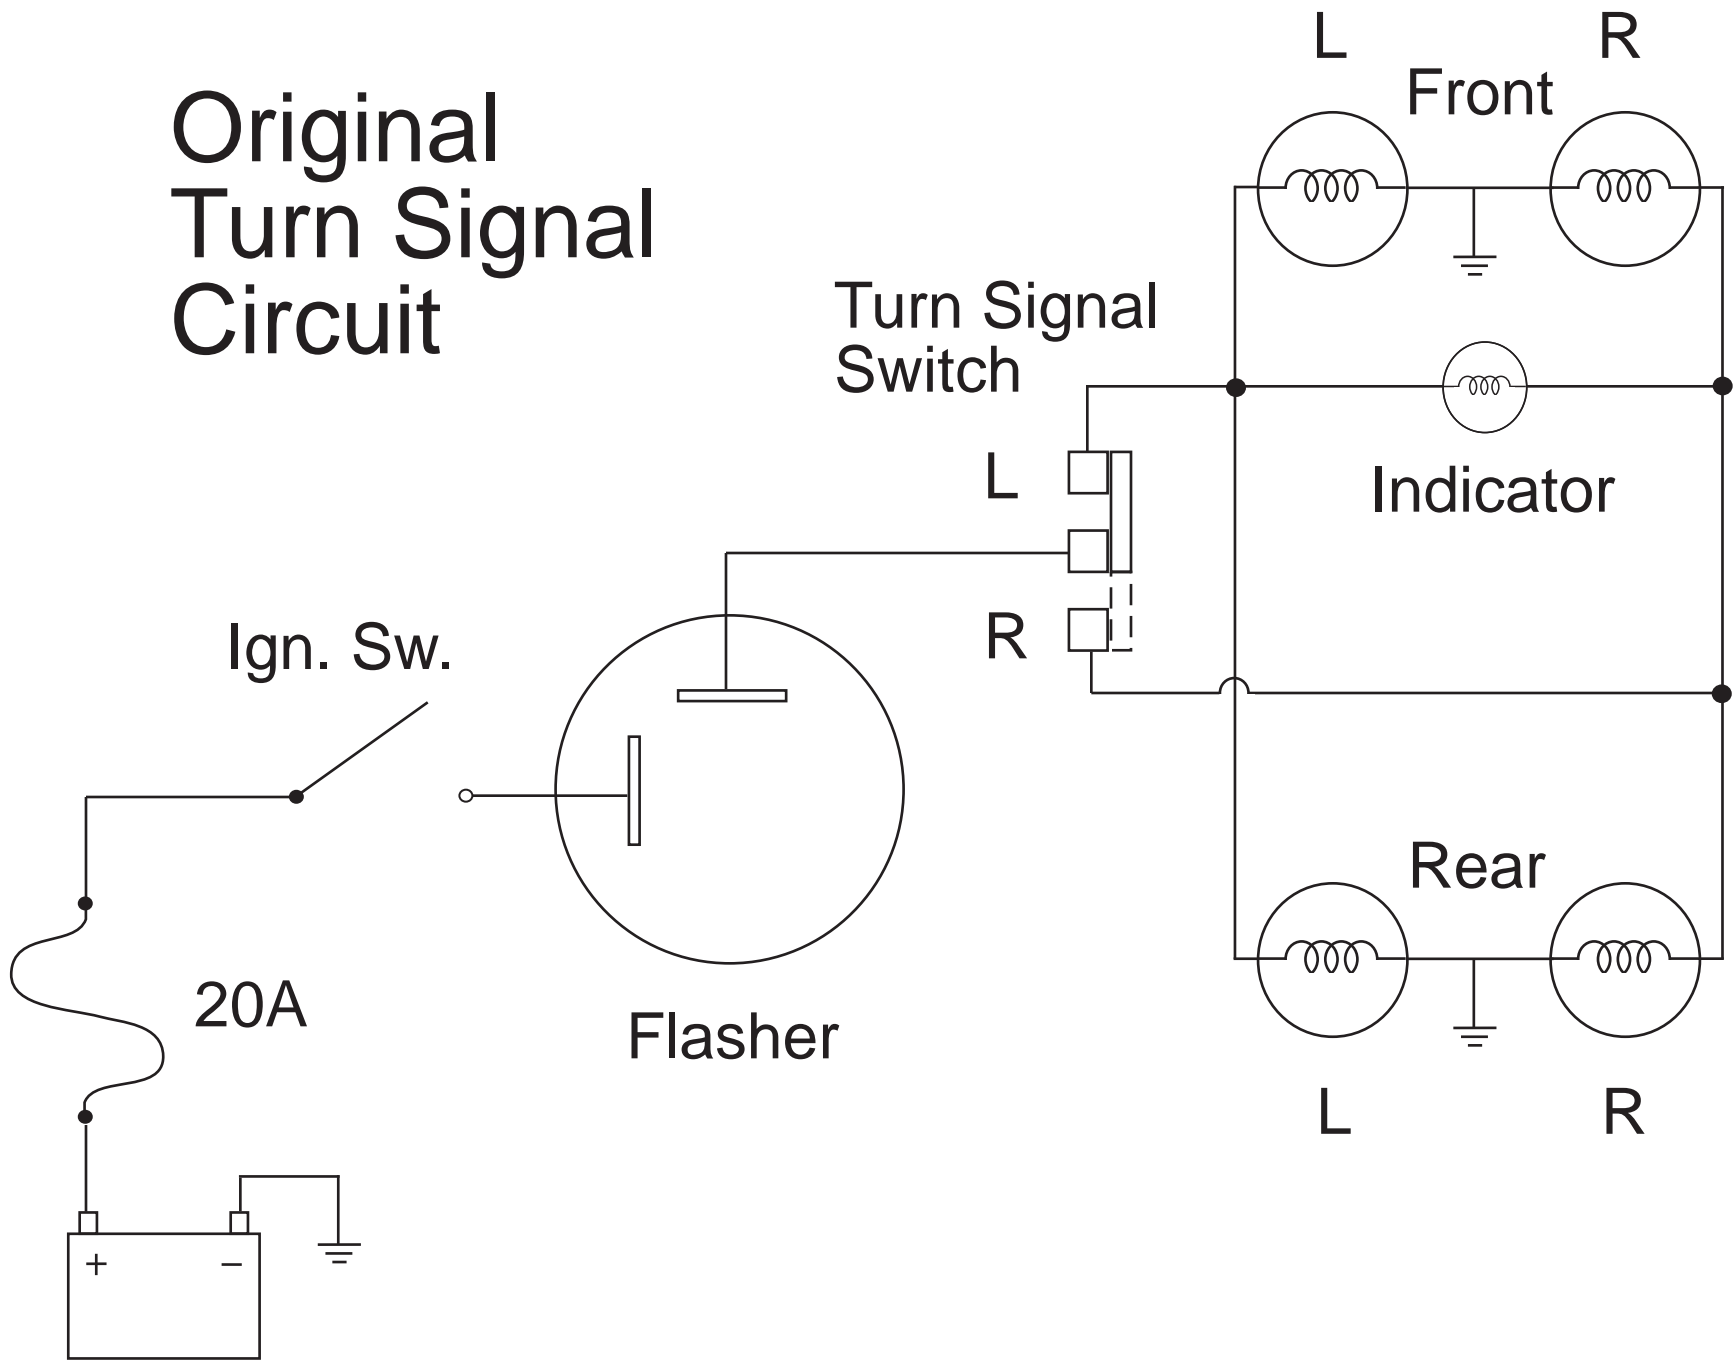 Original
Turn Signal
Circuit
L
R
Front
Turn Signal
Switch
L
Indicator
R
Ign. Sw.
Rear
20A
Flasher
L
R
+
−